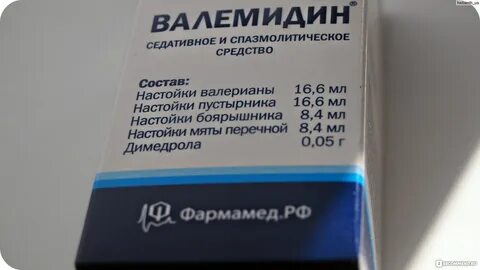 ВАЛЕМИДИН®
СЕДАТИВНОЕ И СПАЗМОЛИТИЧЕСКОЕ
СРЕДСТВО
Состав:
Настойки валерианы 16,6 мл
Настойки пустырника 16,6 мл
Настойки боярышника 8,4 мл
Настойки мяты перечной 8,4 мл
Димедрола 0,05 г
Фармамед.РФ